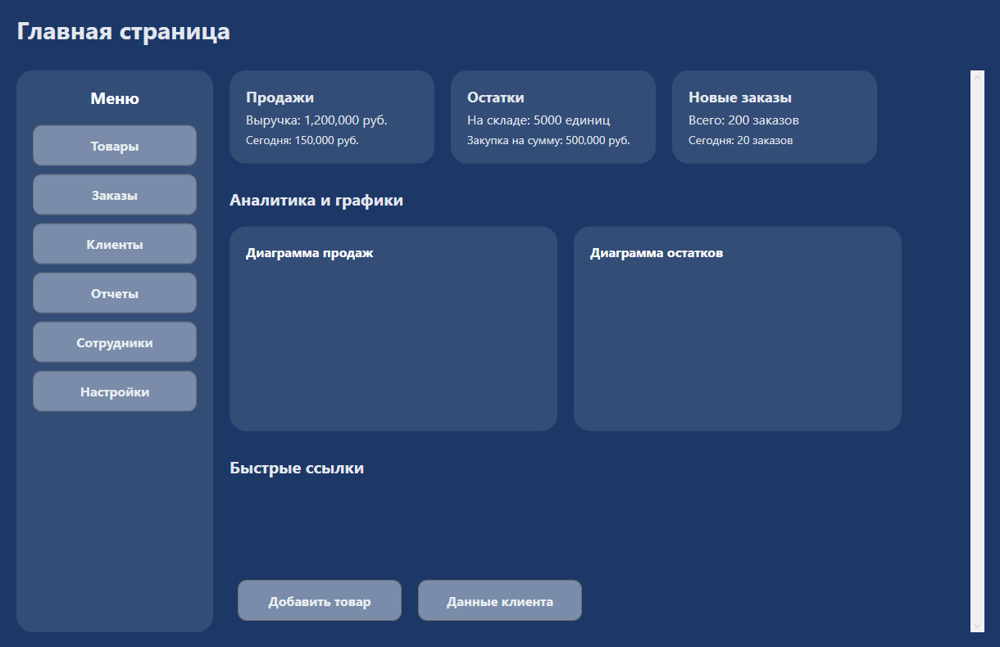 Главная страница
Меню
Товары
Заказы
Клиенты
Отчеты
Сотрудники
Настройки
Продажи
Выручка: 1,200,000 руб.
Сегодня: 150,000 руб.
Остатки
На складе: 5000 единиц
Закупка на сумму: 500,000 руб.
Новые заказы
Всего: 200 заказов
Сегодня: 20 заказов
Аналитика и графики
Диаграмма продаж
Диаграмма остатков
Быстрые ссылки
Добавить товар
Данные клиента